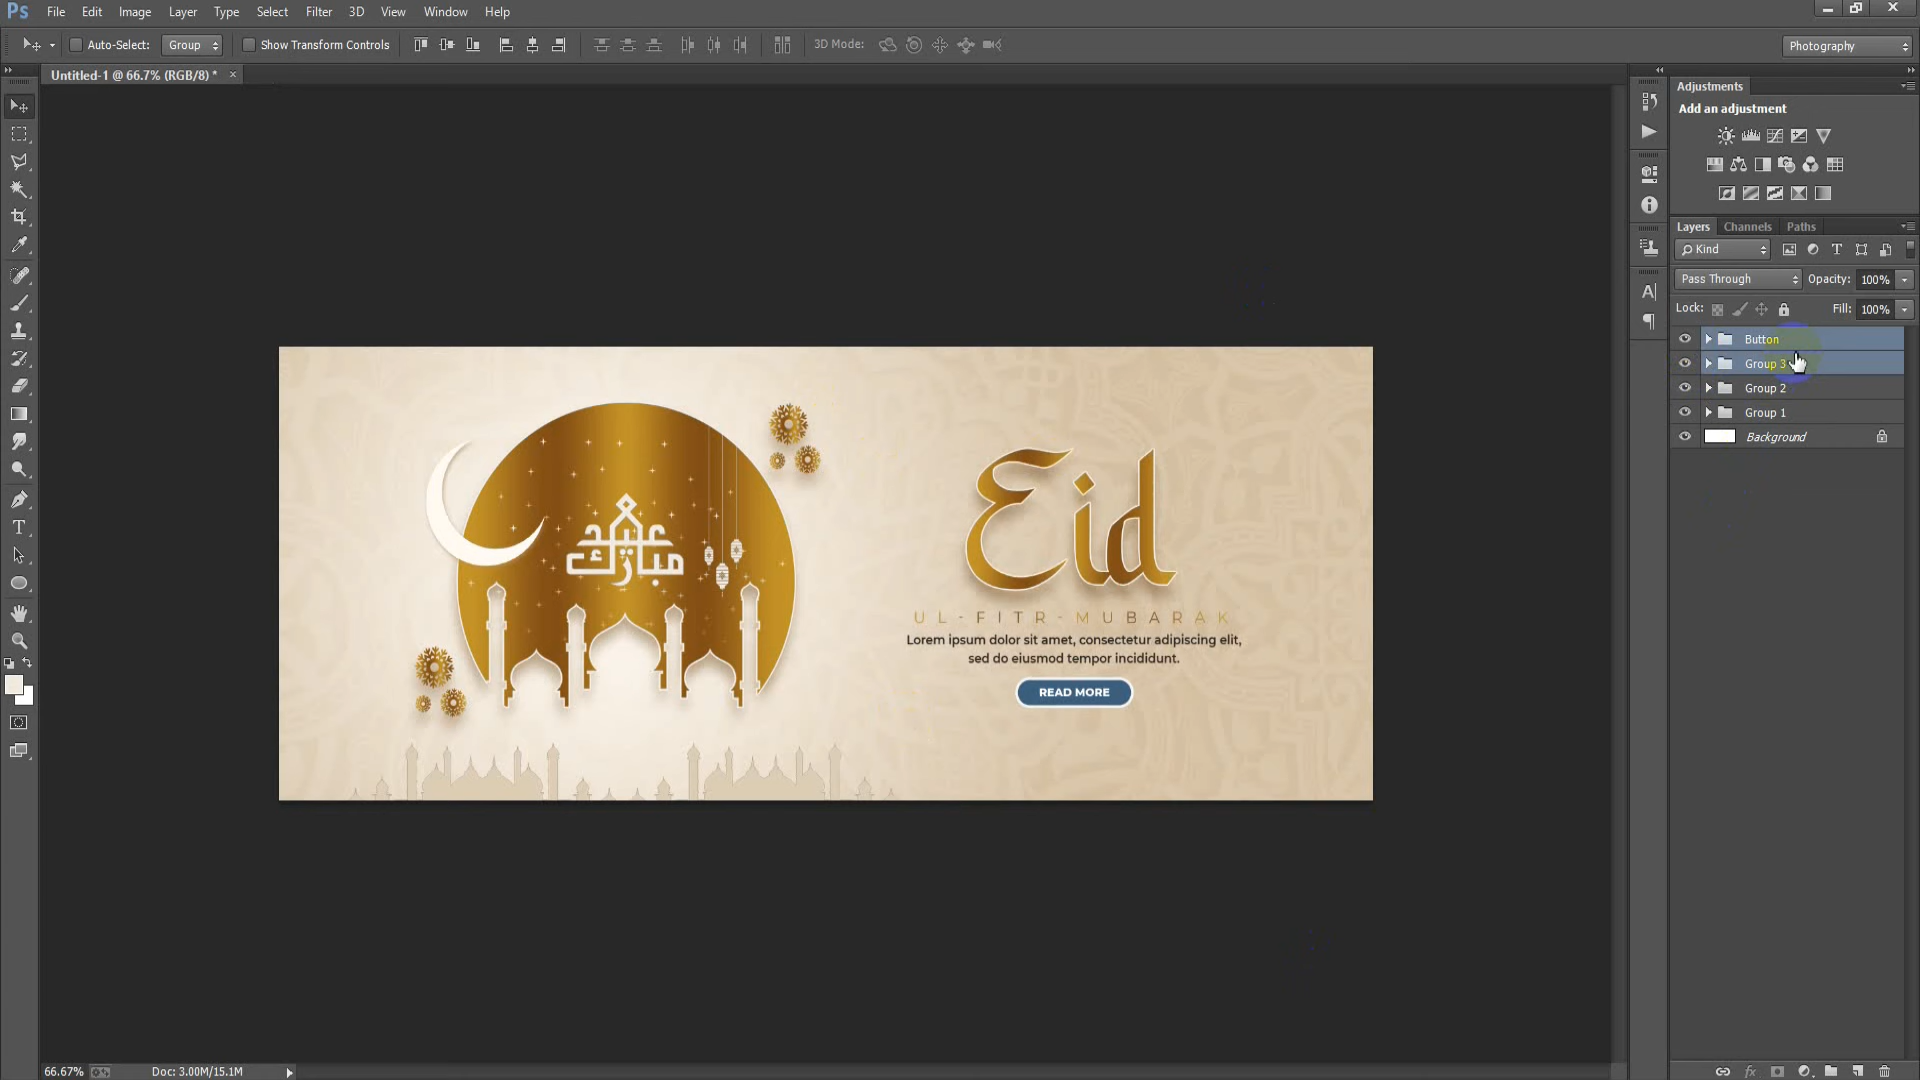 Ps File Edit Image Layer Type Select Filter 3D View Window Help
Auto-Select: Group Show Transform Controls 3D Mode: Photography
Untitled-1 @ 66.7% (RGB/8) * ×
Adjustments
Add an adjustment
Layers Channels Paths
Kind
Pass Through Opacity: 100%
Lock: Fill: 100%
Button
Group 3
Group 2
Group 1
Background
عيد
مبارك
Eid
UL-FITR-MUBARAK
Lorem ipsum dolor sit amet, consectetur adipiscing elit,
sed do eiusmod tempor incididunt.
READ MORE
66.67% Doc: 3.00M/15.1M